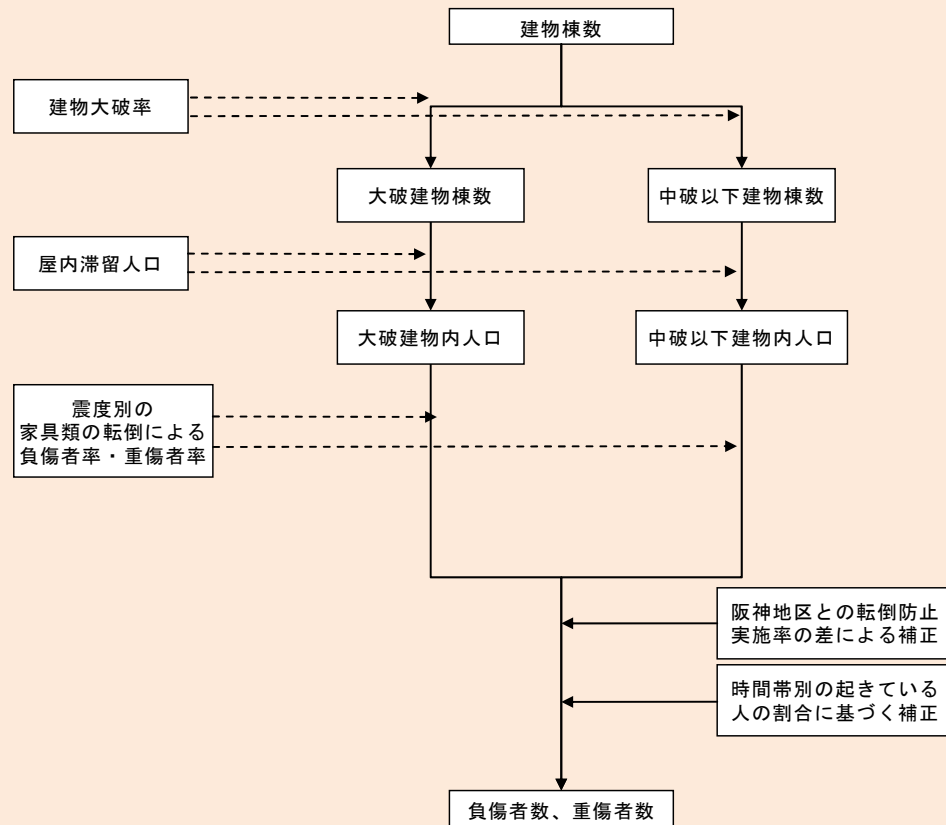 建物棟数
建物大破率
大破建物棟数
中破以下建物棟数
屋内滞留人口
大破建物内人口
中破以下建物内人口
震度別の
家具類の転倒による
負傷者率・重傷者率
阪神地区との転倒防止
実施率の差による補正
時間帯別の起きている
人の割合に基づく補正
負傷者数、重傷者数